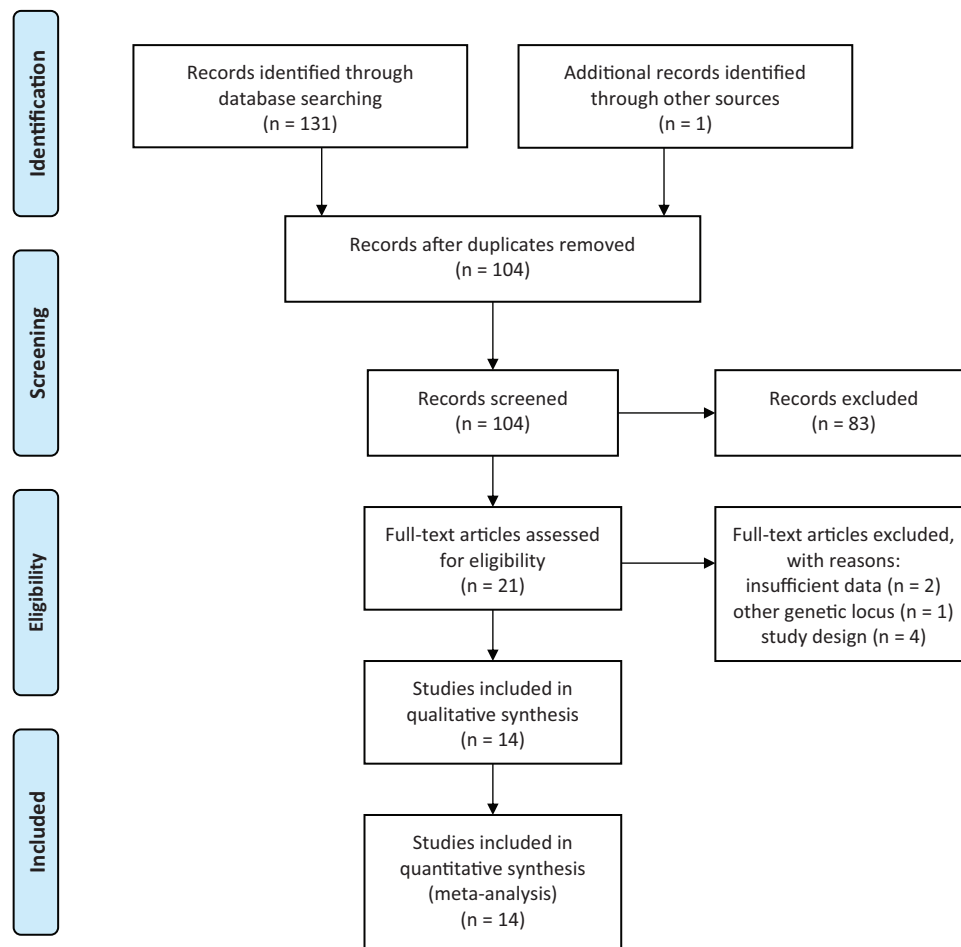 Identification
Records identified through
database searching
(n = 131)
Additional records identified
through other sources
(n = 1)
Records after duplicates removed
(n = 104)
Screening
Records screened
(n = 104)
Records excluded
(n = 83)
Eligibility
Full-text articles assessed
for eligibility
(n = 21)
Full-text articles excluded,
with reasons:
insufficient data (n = 2)
other genetic locus (n = 1)
study design (n = 4)
Studies included in
qualitative synthesis
(n = 14)
Included
Studies included in
quantitative synthesis
(meta-analysis)
(n = 14)